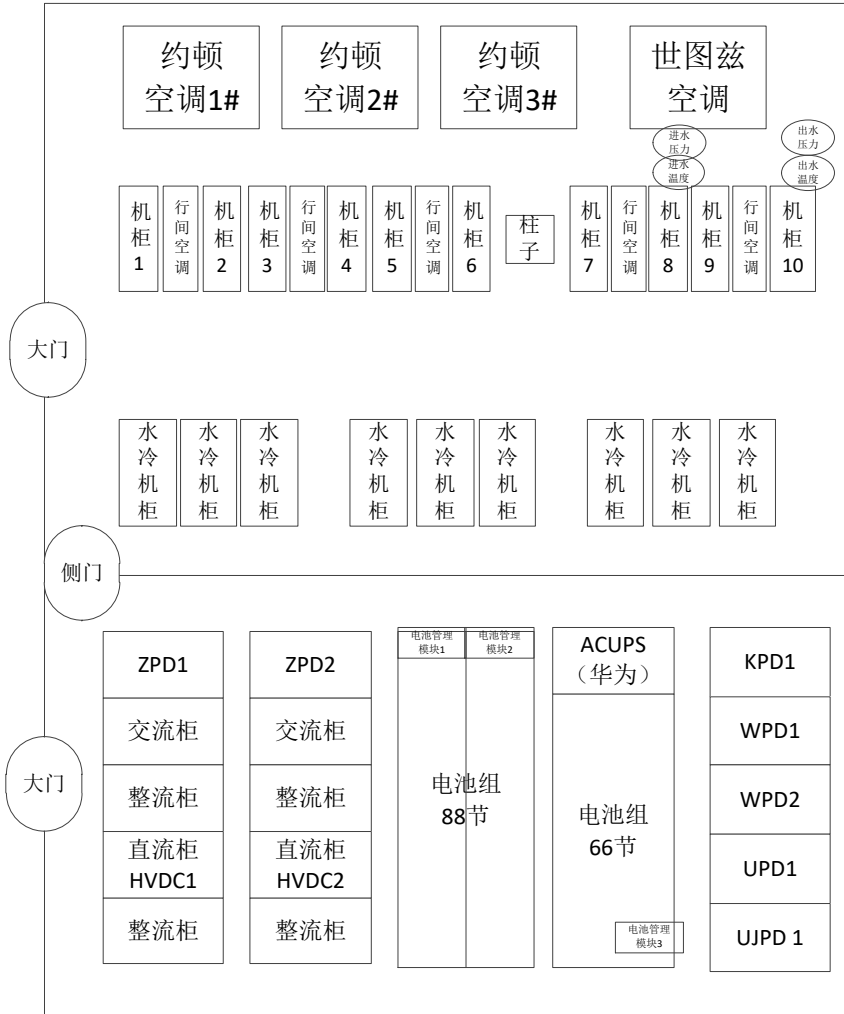 约顿
空调1#
约顿
空调2#
约顿
空调3#
世图兹
空调
进水
压力
进水
温度
出水
压力
出水
温度
机柜1
行间空调
机柜2
机柜3
行间空调
机柜4
机柜5
行间空调
机柜6
柱子
机柜7
行间空调
机柜8
机柜9
行间空调
机柜10
大门
水冷机柜
水冷机柜
水冷机柜
水冷机柜
水冷机柜
水冷机柜
水冷机柜
水冷机柜
水冷机柜
侧门
大门
ZPD1
交流柜
整流柜
直流柜
HVDC1
整流柜
ZPD2
交流柜
整流柜
直流柜
HVDC2
整流柜
电池管理
模块1
电池管理
模块2
电池组
88节
ACUPS
（华为）
电池组
66节
电池管理
模块3
KPD1
WPD1
WPD2
UPD1
UJPD 1